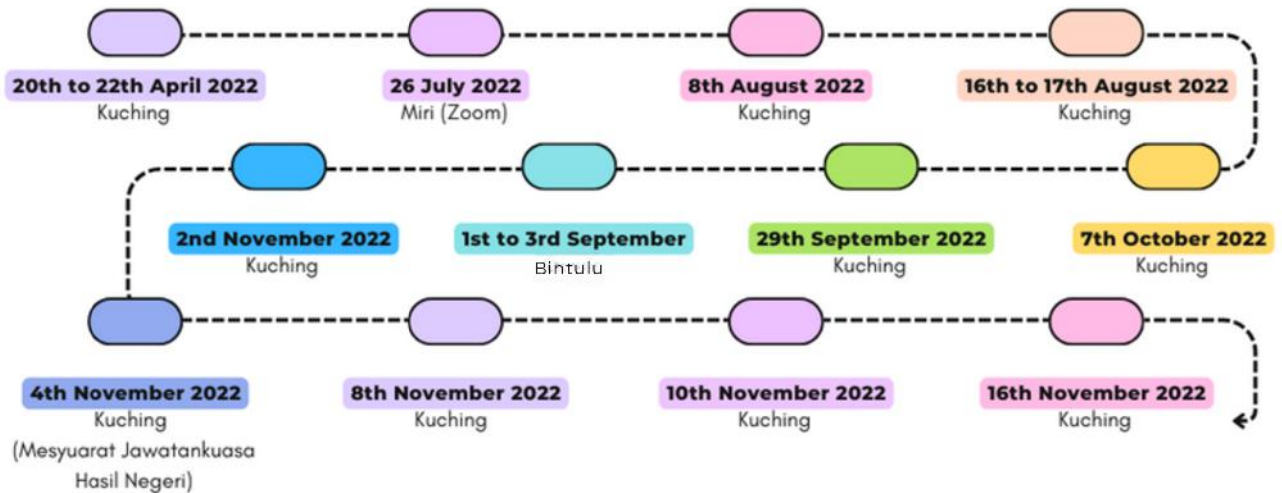 20th to 22th April 2022
Kuching
26 July 2022
Miri (Zoom)
8th August 2022
Kuching
16th to 17th August 2022
Kuching
2nd November 2022
Kuching
1st to 3rd September
Bintulu
29th September 2022
Kuching
7th October 2022
Kuching
4th November 2022
Kuching
(Mesyuarat Jawatankuasa
Hasil Negeri)
8th November 2022
Kuching
10th November 2022
Kuching
16th November 2022
Kuching